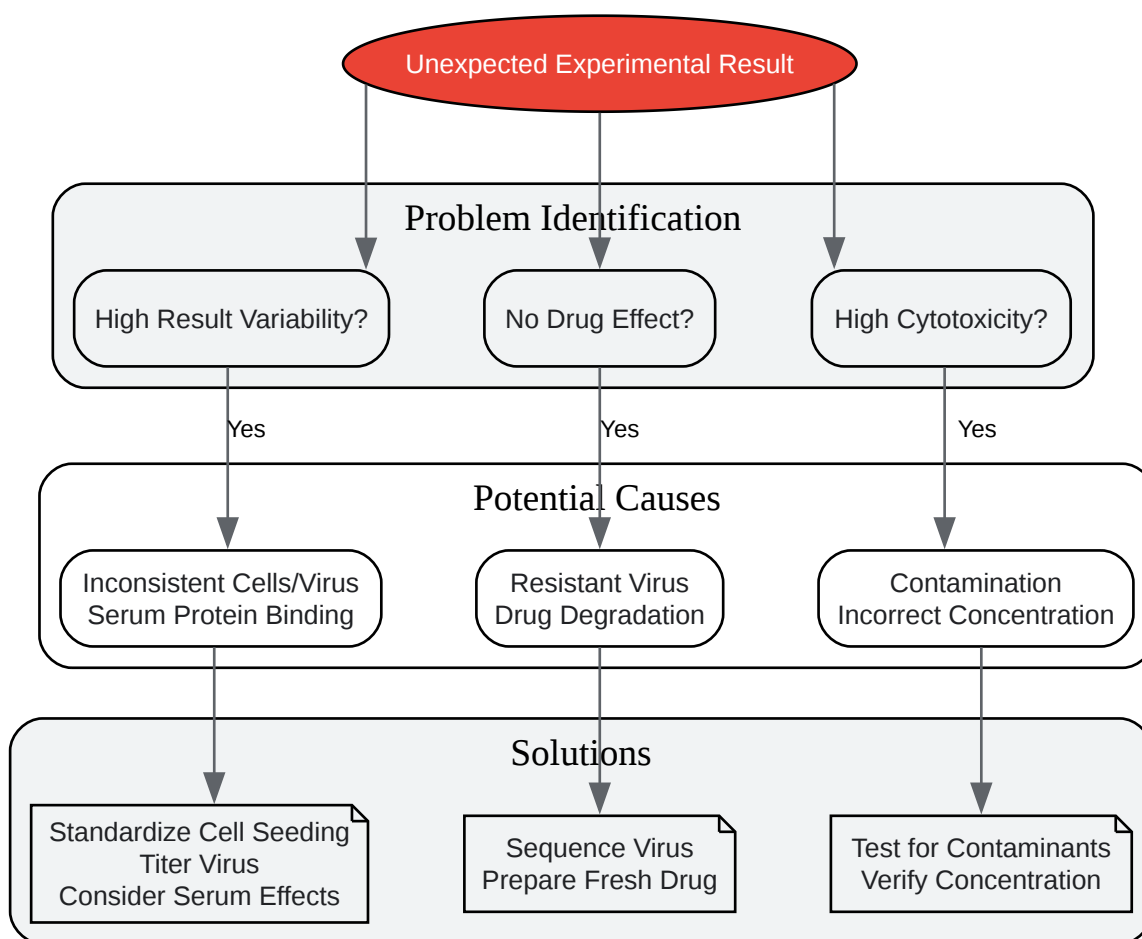 Unexpected Experimental Result
Problem Identification
High Result Variability?
No Drug Effect?
High Cytotoxicity?
Yes
Yes
Yes
Potential Causes
Inconsistent Cells/Virus
Serum Protein Binding
Resistant Virus
Drug Degradation
Contamination
Incorrect Concentration
Solutions
Standardize Cell Seeding
Titer Virus
Consider Serum Effects
Sequence Virus
Prepare Fresh Drug
Test for Contaminants
Verify Concentration